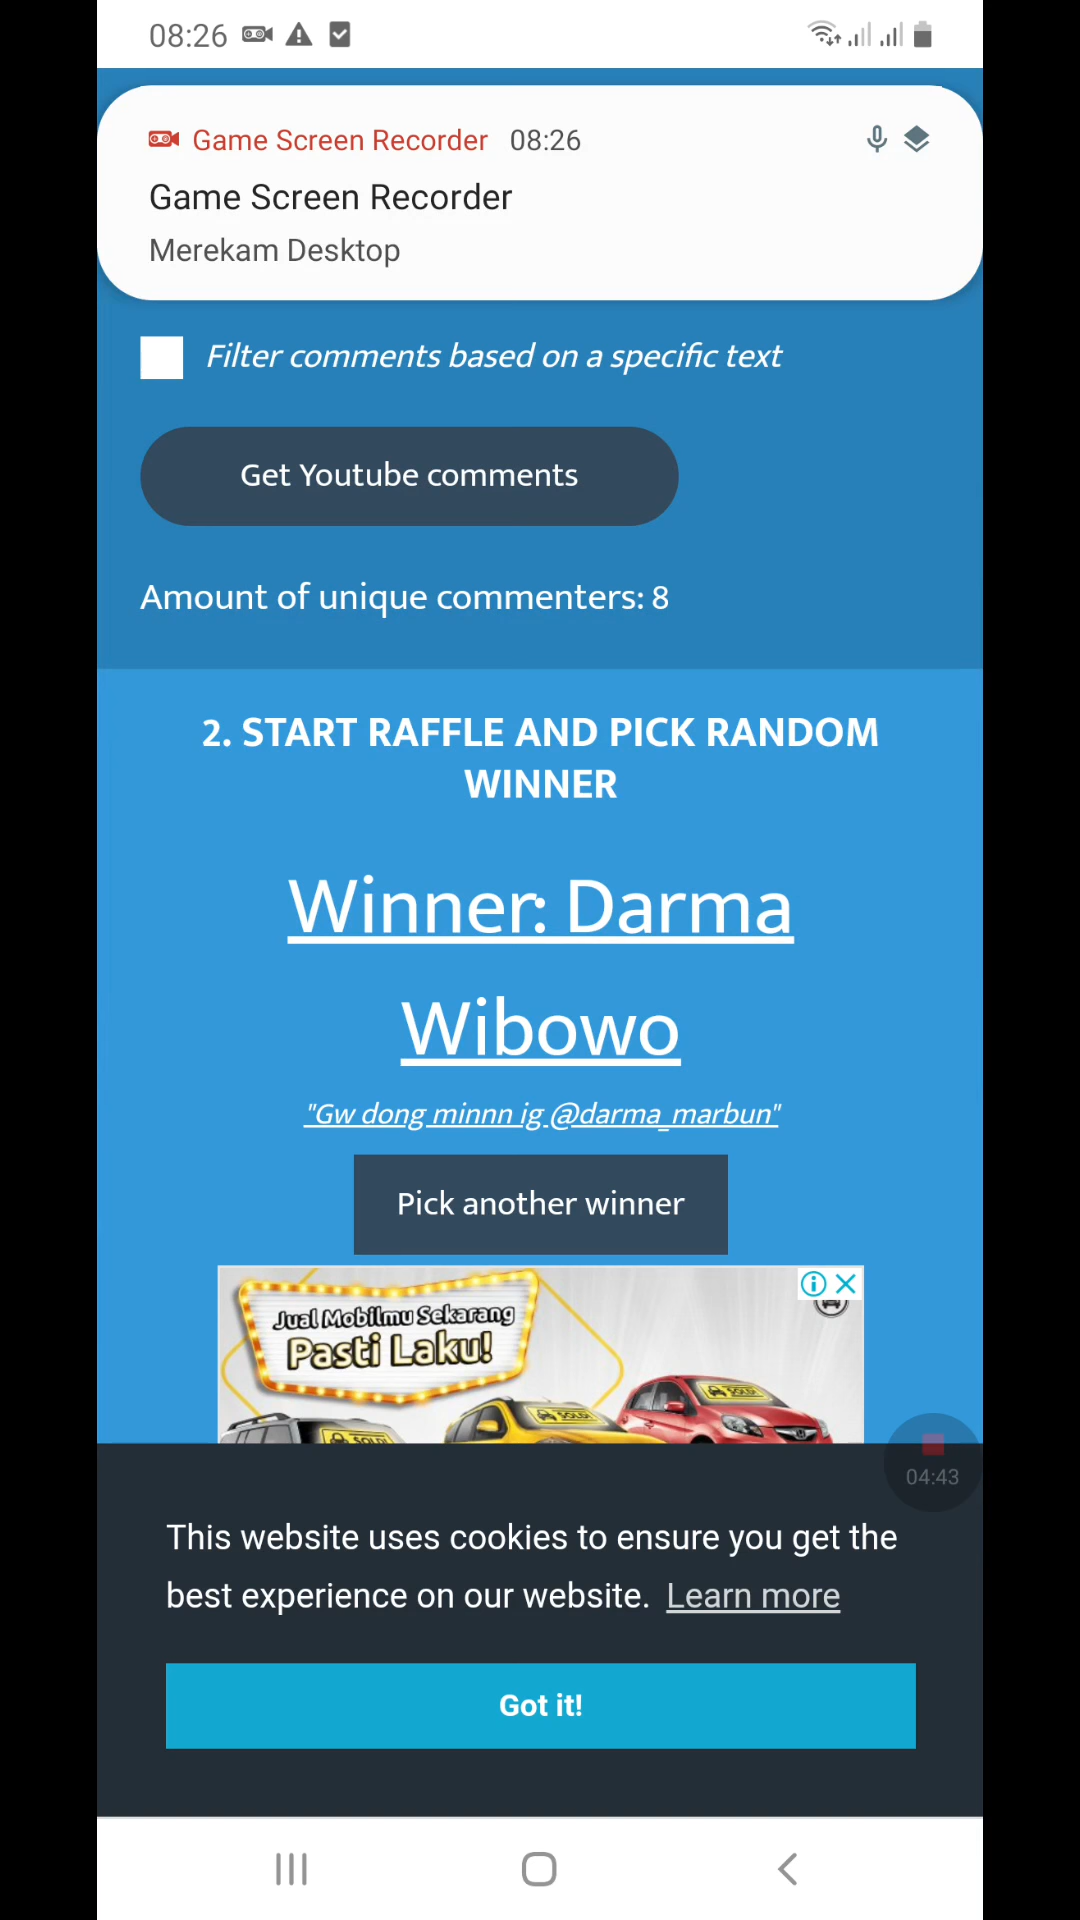 08:26
Game Screen Recorder 08:26
Game Screen Recorder
Merekam Desktop
Filter comments based on a specific text
Get Youtube comments
Amount of unique commenters: 8
2. START RAFFLE AND PICK RANDOM
WINNER
Winner: Darma
Wibowo
"Gw dong minnn ig @darma_marbun"
Pick another winner
Jual Mobilmu Sekarang
Pasti Laku!
SOLD!
SOLD!
SOLD!
04:43
This website uses cookies to ensure you get the
best experience on our website. Learn more
Got it!